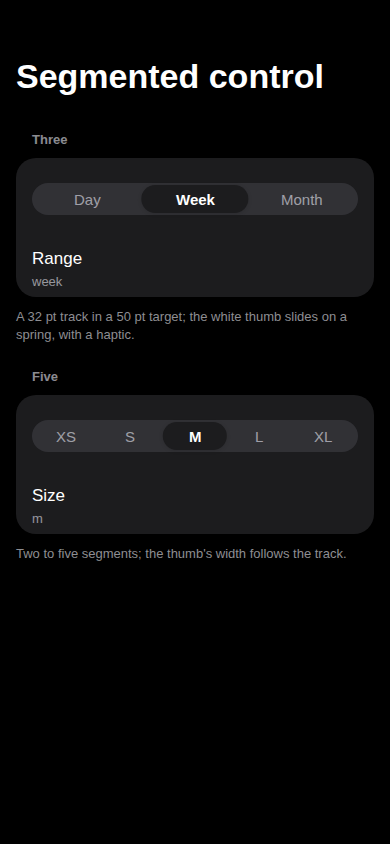 Segmented control
Three
Day Week Month
Range
week
A 32 pt track in a 50 pt target; the white thumb slides on a
spring, with a haptic.
Five
XS S M L XL
Size
m
Two to five segments; the thumb's width follows the track.